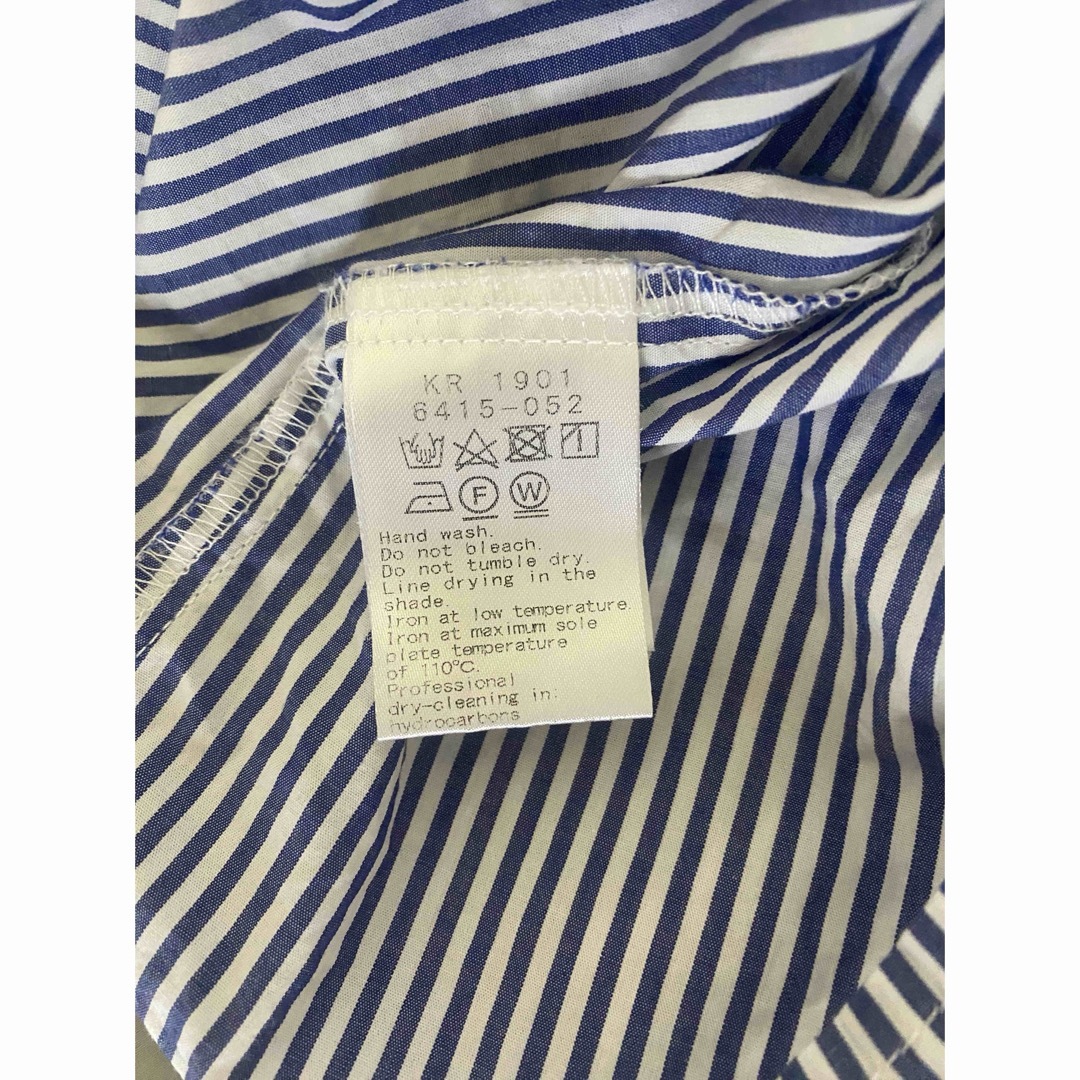 KR 1901
6415-052
F W
Hand wash.
Do not bleach.
Do not tumble dry.
Line drying in the
shade.
Iron at low temperature.
Iron at maximum sole
plate temperature
of 110℃.
Professional
dry-cleaning in:
hydrocarbons